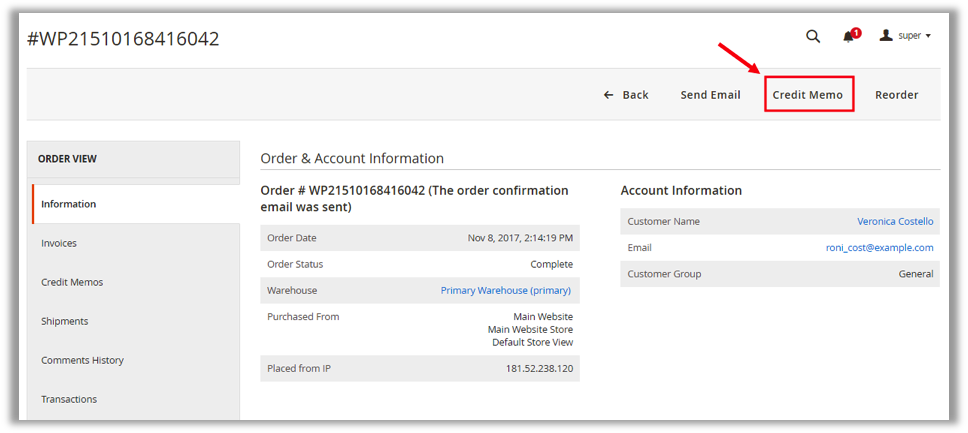 #WP21510168416042
1
super
Back
Send Email
Credit Memo
Reorder
ORDER VIEW
Information
Invoices
Credit Memos
Shipments
Comments History
Transactions
Order & Account Information
Order # WP21510168416042 (The order confirmation
email was sent)
Order Date Nov 8, 2017, 2:14:19 PM
Order Status Complete
Warehouse Primary Warehouse (primary)
Purchased From Main Website
Main Website Store
Default Store View
Placed from IP 181.52.238.120
Account Information
Customer Name Veronica Costello
Email roni_cost@example.com
Customer Group General